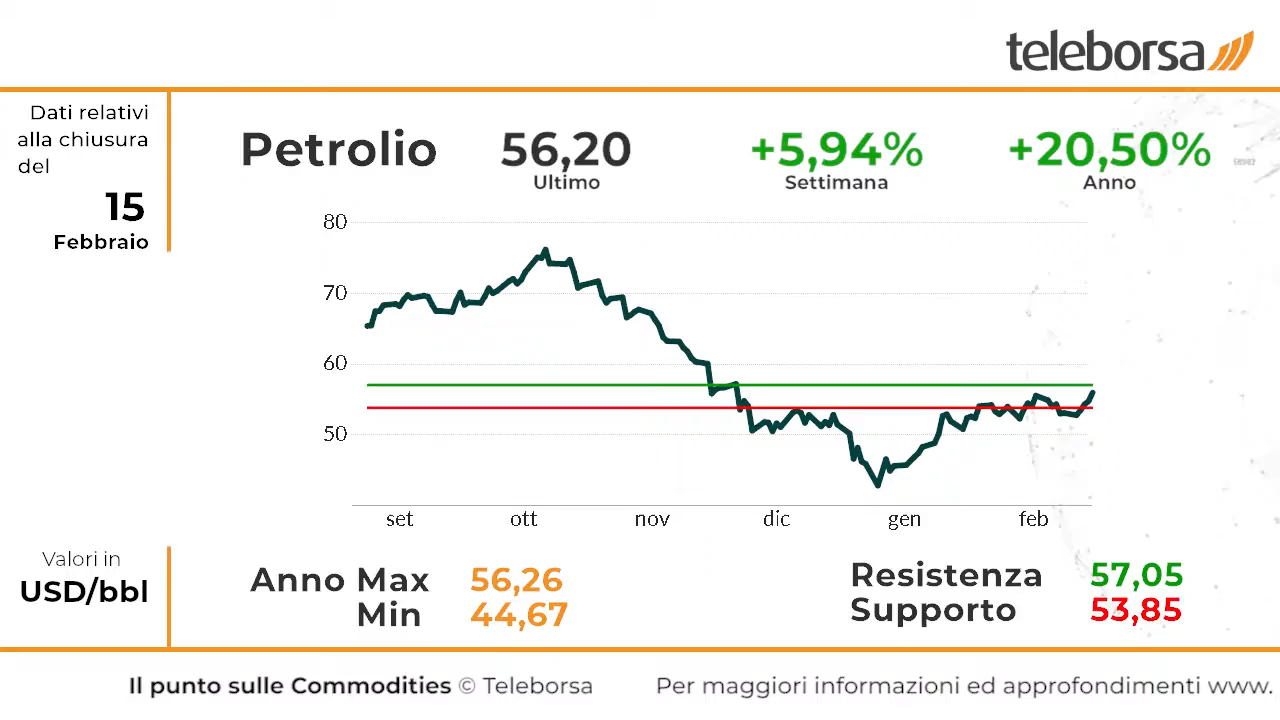 teleborsa
Dati relativi
alla chiusura
del
15
Febbraio
Petrolio
56,20
Ultimo
+5,94%
Settimana
+20,50%
Anno
80
70
60
50
set ott nov dic gen feb
Valori in
USD/bbl
Anno Max 56,26
Min 44,67
Resistenza 57,05
Supporto 53,85
Il punto sulle Commodities © Teleborsa
Per maggiori informazioni ed approfondimenti www.